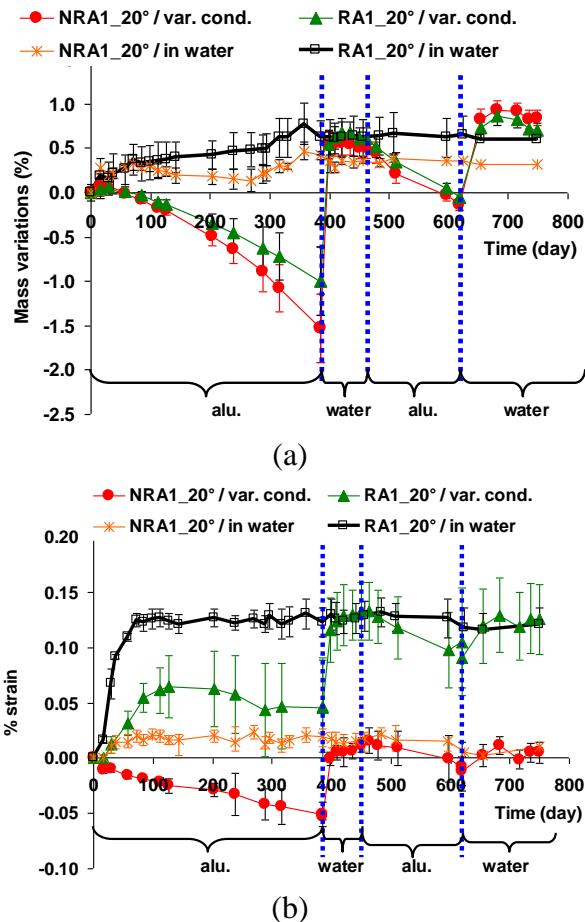 NRA1_20° / var. cond. RA1_20° / var. cond.
NRA1_20° / in water RA1_20° / in water
1.0
0.5
0.0
-0.5
-1.0
-1.5
-2.0
-2.5
Mass variations (%)
0 100 200 300 400 500 600 700 800
Time (day)
alu. water alu. water
(a)
NRA1_20° / var. cond. RA1_20° / var. cond.
NRA1_20° / in water RA1_20° / in water
0.20
0.15
0.10
0.05
0.00
-0.05
-0.10
% strain
0 100 200 300 400 500 600 700 800
Time (day)
alu. water alu. water
(b)